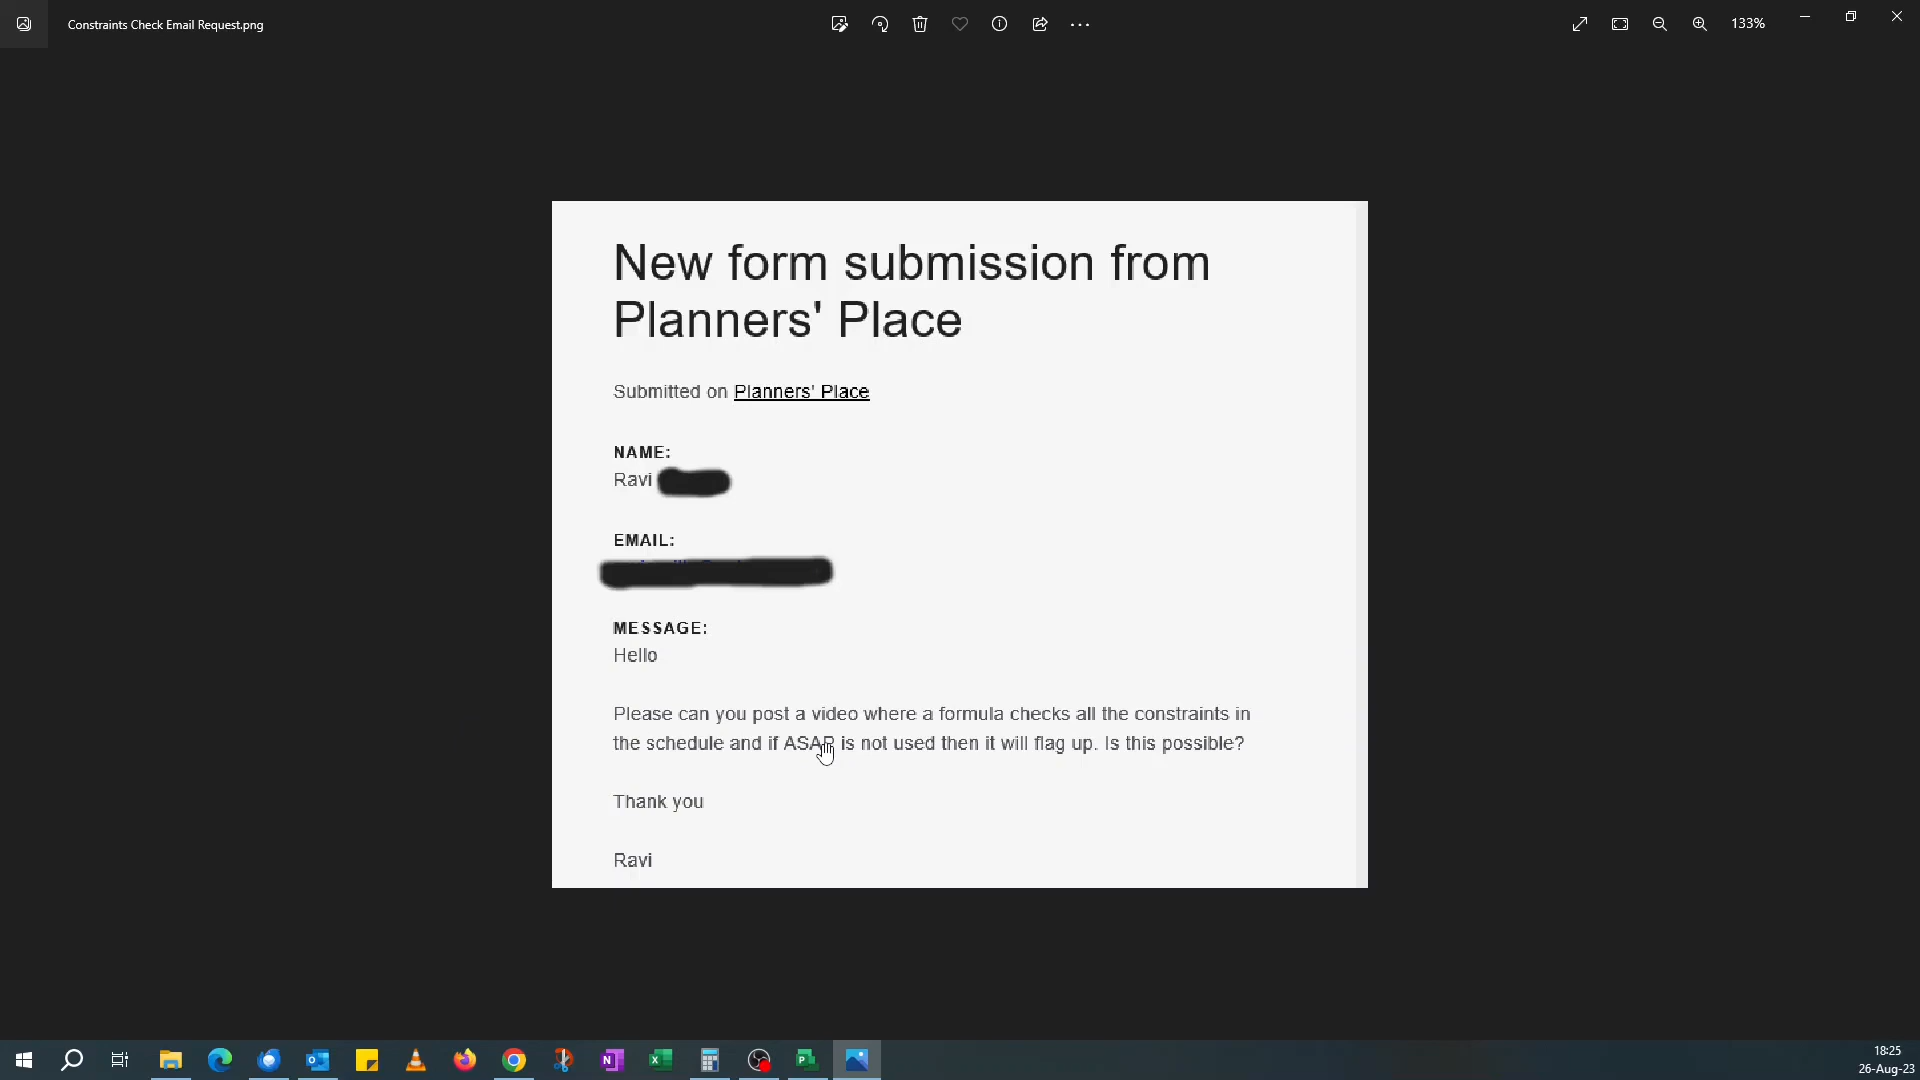 Constraints Check Email Request.png
133%
New form submission from
Planners' Place
Submitted on Planners' Place
NAME:
Ravi
EMAIL:
MESSAGE:
Hello
Please can you post a video where a formula checks all the constraints in
the schedule and if ASAP is not used then it will flag up. Is this possible?
Thank you
Ravi
18:25
26-Aug-23